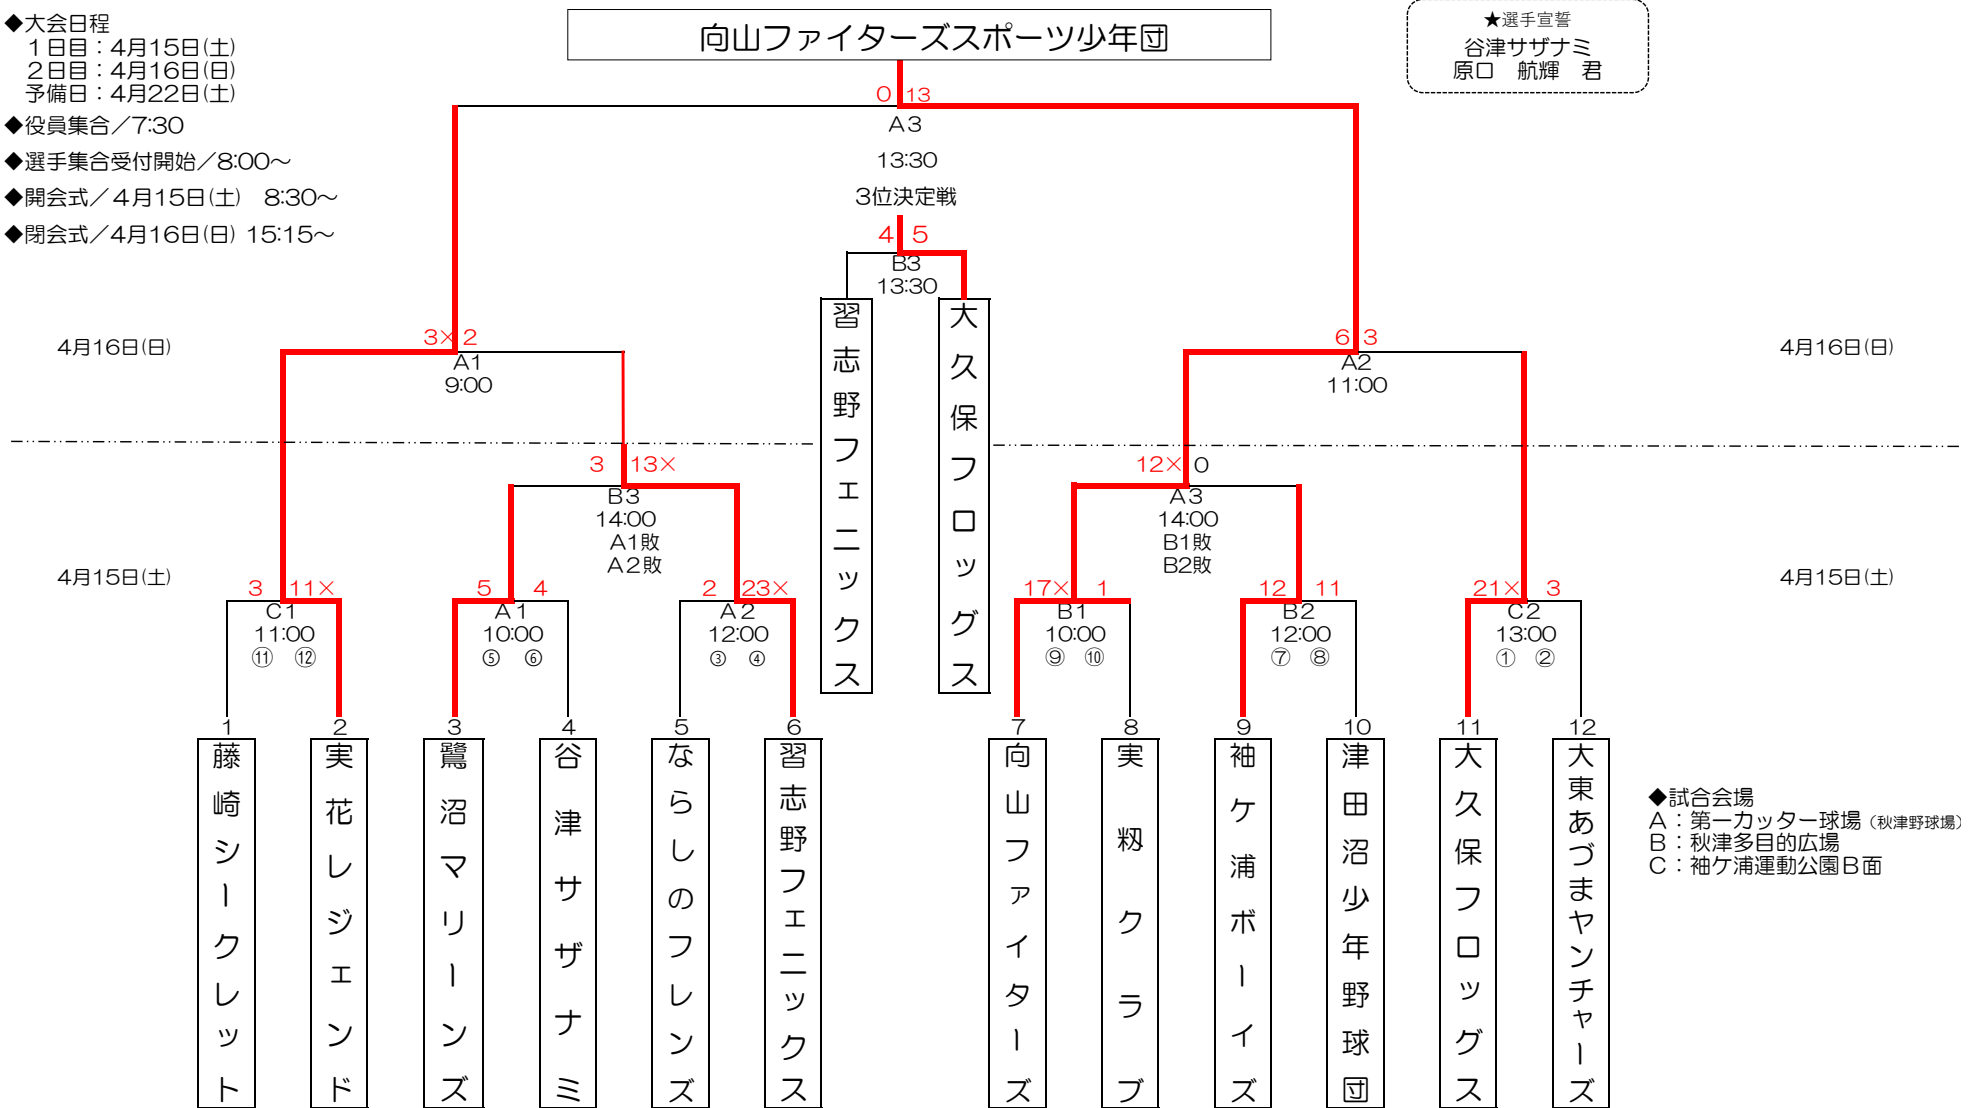 ◆大会日程
1日目：4月15日(土)
2日目：4月16日(日)
予備日：4月22日(土)
◆役員集合／7:30
◆選手集合受付開始／8:00～
◆開会式／4月15日(土)　8:30～
◆閉会式／4月16日(日) 15:15～
向山ファイターズスポーツ少年団
★選手宣誓
谷津サザナミ
原口　航輝　君
0 13
A3
13:30
3位決定戦
4 5
B3
13:30
習志野フェニックス
大久保フロッグス
4月16日(日)
3× 2
A1
9:00
6 3
A2
11:00
4月16日(日)
3 13×
B3
14:00
A1敗
A2敗
12× 0
A3
14:00
B1敗
B2敗
4月15日(土)
3 11×
C1
11:00
⑪ ⑫
5 4
A1
10:00
⑤ ⑥
2 23×
A2
12:00
③ ④
17× 1
B1
10:00
⑨ ⑩
12 11
B2
12:00
⑦ ⑧
21× 3
C2
13:00
① ②
4月15日(土)
1
藤崎シークレット
2
実花レジェンド
3
鷺沼マリーンズ
4
谷津サザナミ
5
ならしのフレンズ
6
習志野フェニックス
7
向山ファイターズ
8
実籾クラブ
9
袖ケ浦ボーイズ
10
津田沼少年野球団
11
大久保フロッグス
12
大東あづまヤンチャーズ
◆試合会場
A：第一カッター球場（秋津野球場）
B：秋津多目的広場
C：袖ケ浦運動公園B面